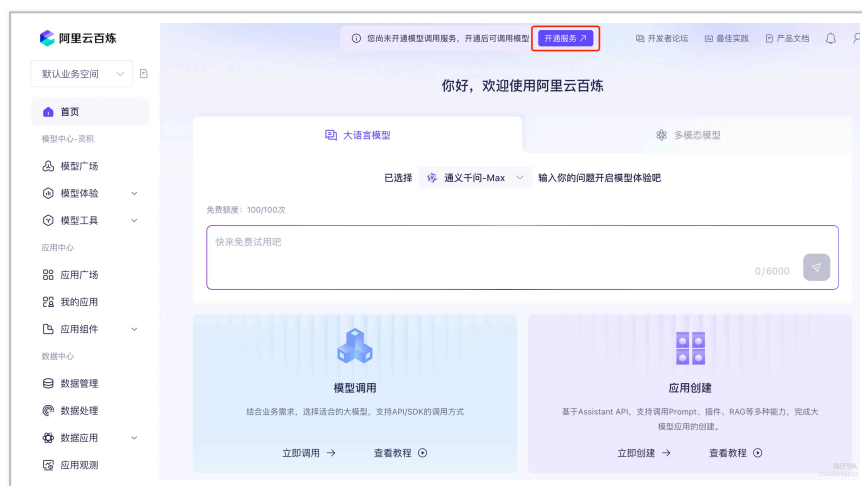 阿里云百炼
您尚未开通模型调用服务，开通后可调用模型 开通服务
开发者论坛 最佳实践 产品文档
默认业务空间
你好，欢迎使用阿里云百炼
首页
模型中心-灵积
模型广场
模型体验
模型工具
应用中心
应用广场
我的应用
应用组件
数据中心
数据管理
数据处理
数据应用
应用观测
大语言模型 多模态模型
已选择 通义千问-Max 输入你的问题开启模型体验吧
免费额度：100/100次
快来免费试用吧
0/6000
模型调用
结合业务需求，选择适合的大模型，支持API/SDK的调用方式
立即调用 → 查看教程
应用创建
基于Assistant API，支持调用Prompt、插件、RAG等多种能力，完成大
模型应用的创建。
立即创建 → 查看教程